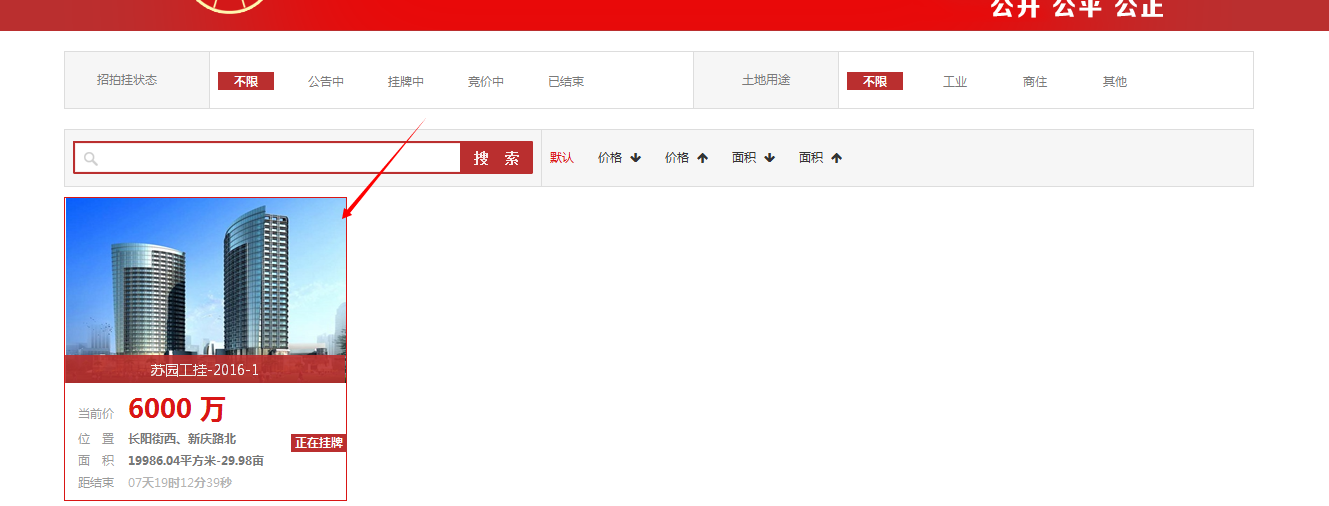 公开 公平 公正
招拍挂状态 不限 公告中 挂牌中 竞价中 已结束 土地用途 不限 工业 商住 其他
搜 索 默认 价格 价格 面积 面积
苏园工挂-2016-1
当前价 6000 万
位 置 长阳街西、新庆路北
正在挂牌
面 积 19986.04平方米-29.98亩
距结束 07天19时12分39秒